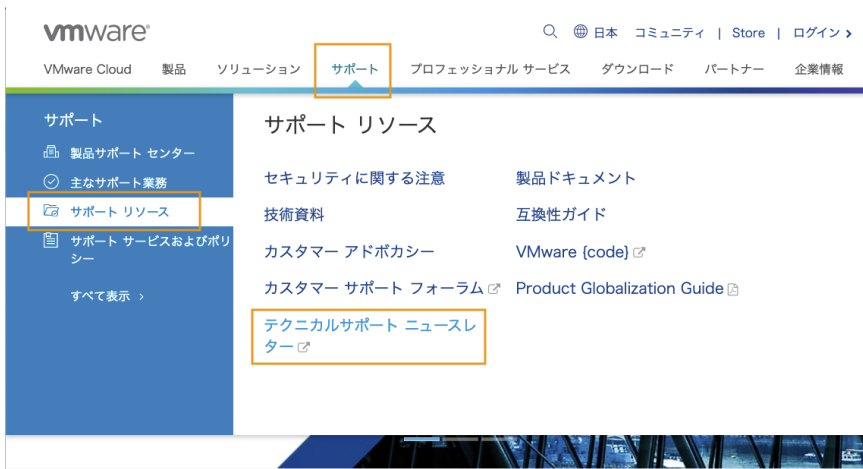 vmware®
日本 コミュニティ | Store | ログイン
VMware Cloud 製品 ソリューション サポート プロフェッショナル サービス ダウンロード パートナー 企業情報
サポート
製品サポート センター
主なサポート業務
サポート リソース
サポート サービスおよびポリ
シー
すべて表示
サポート リソース
セキュリティに関する注意
製品ドキュメント
技術資料
互換性ガイド
カスタマー アドボカシー
VMware {code}
カスタマー サポート フォーラム
Product Globalization Guide
テクニカルサポート ニュースレ
ター